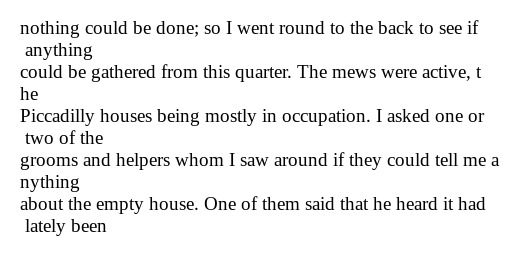 nothing could be done; so I went round to the back to see if
anything
could be gathered from this quarter. The mews were active, t
he
Piccadilly houses being mostly in occupation. I asked one or
two of the
grooms and helpers whom I saw around if they could tell me a
nything
about the empty house. One of them said that he heard it had
lately been